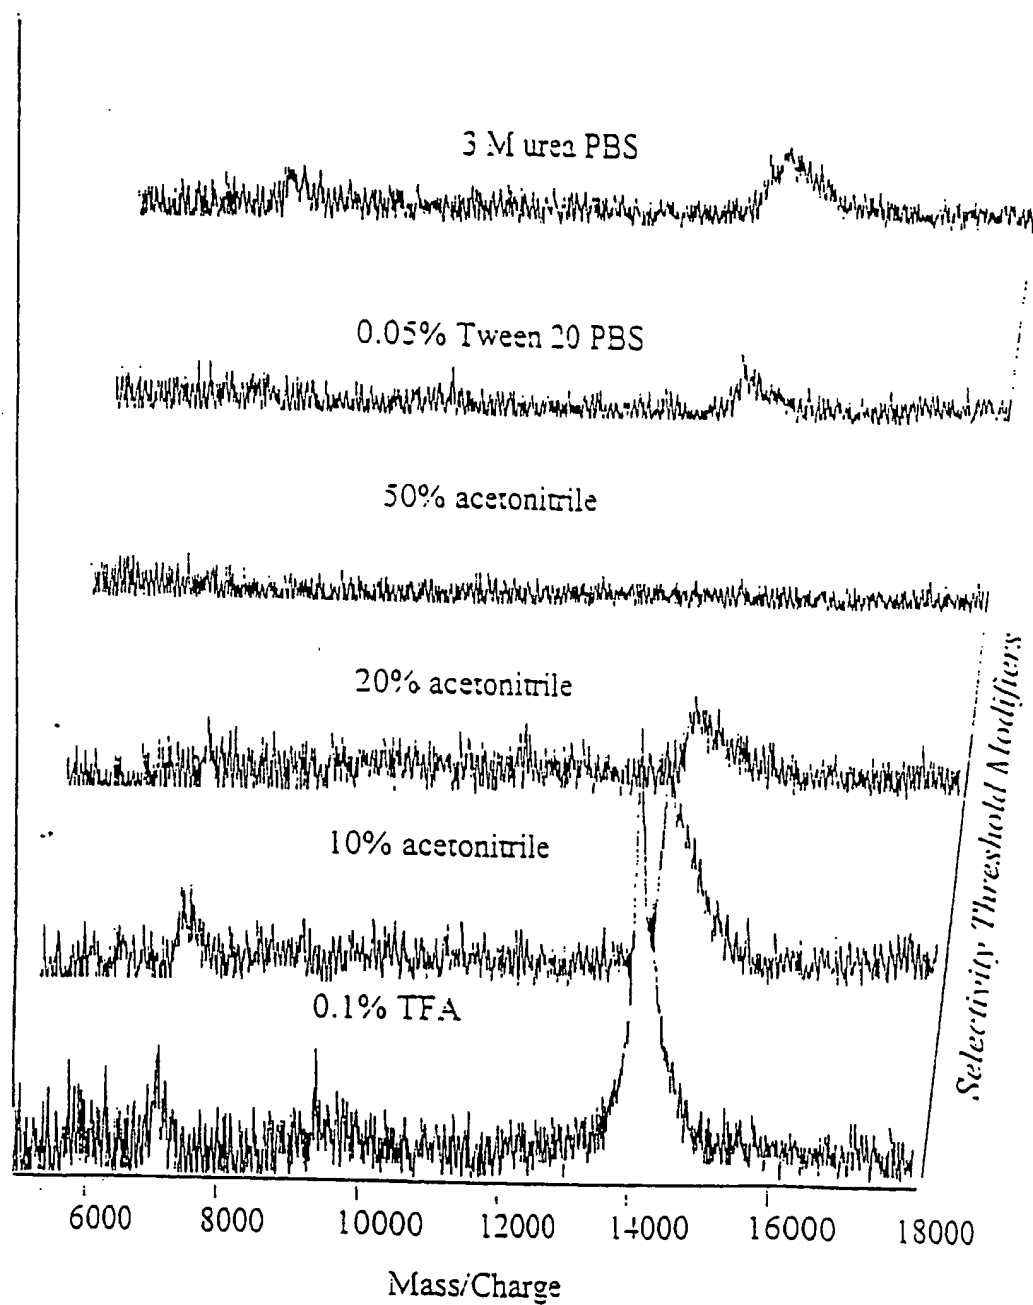 3 M urea PBS
0.05% Tween 20 PBS
50% acetonitrile
20% acetonitrile
10% acetonitrile
0.1% TFA
Selectivity Threshold Modifiers
6000 8000 10000 12000 14000 16000 18000
Mass/Charge